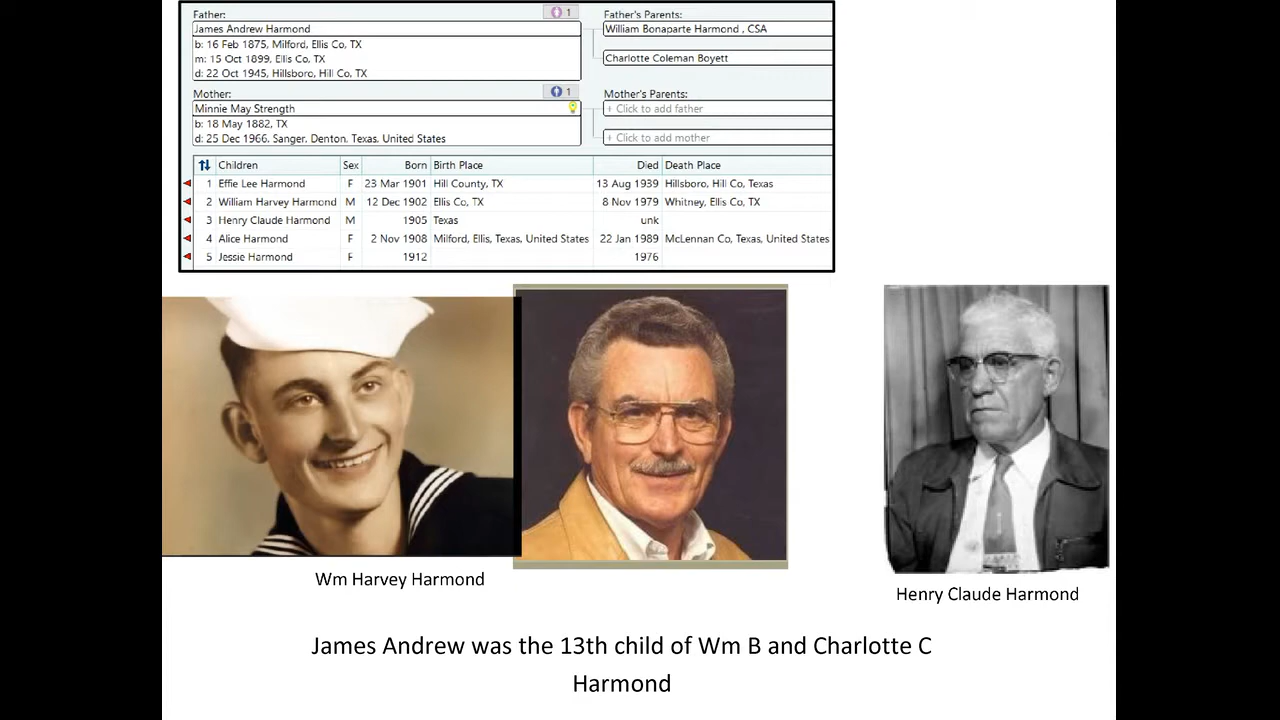 Father:
1
Father's Parents:
James Andrew Harmond
William Bonaparte Harmond , CSA
b: 16 Feb 1875, Milford, Ellis Co, TX
m: 15 Oct 1899, Ellis Co, TX
Charlotte Coleman Boyett
d: 22 Oct 1945, Hillsboro, Hill Co, TX
Mother:
1
Mother's Parents:
Minnie May Strength
+ Click to add father
b: 18 May 1882, TX
d: 25 Dec 1966, Sanger, Denton, Texas, United States
+ Click to add mother
Children Sex Born Birth Place Died Death Place
1 Effie Lee Harmond F 23 Mar 1901 Hill County, TX 13 Aug 1939 Hillsboro, Hill Co, Texas
2 William Harvey Harmond M 12 Dec 1902 Ellis Co, TX 8 Nov 1979 Whitney, Ellis Co, TX
3 Henry Claude Harmond M 1905 Texas unk
4 Alice Harmond F 2 Nov 1908 Milford, Ellis, Texas, United States 22 Jan 1989 McLennan Co, Texas, United States
5 Jessie Harmond F 1912 1976
Wm Harvey Harmond
Henry Claude Harmond
James Andrew was the 13th child of Wm B and Charlotte C
Harmond